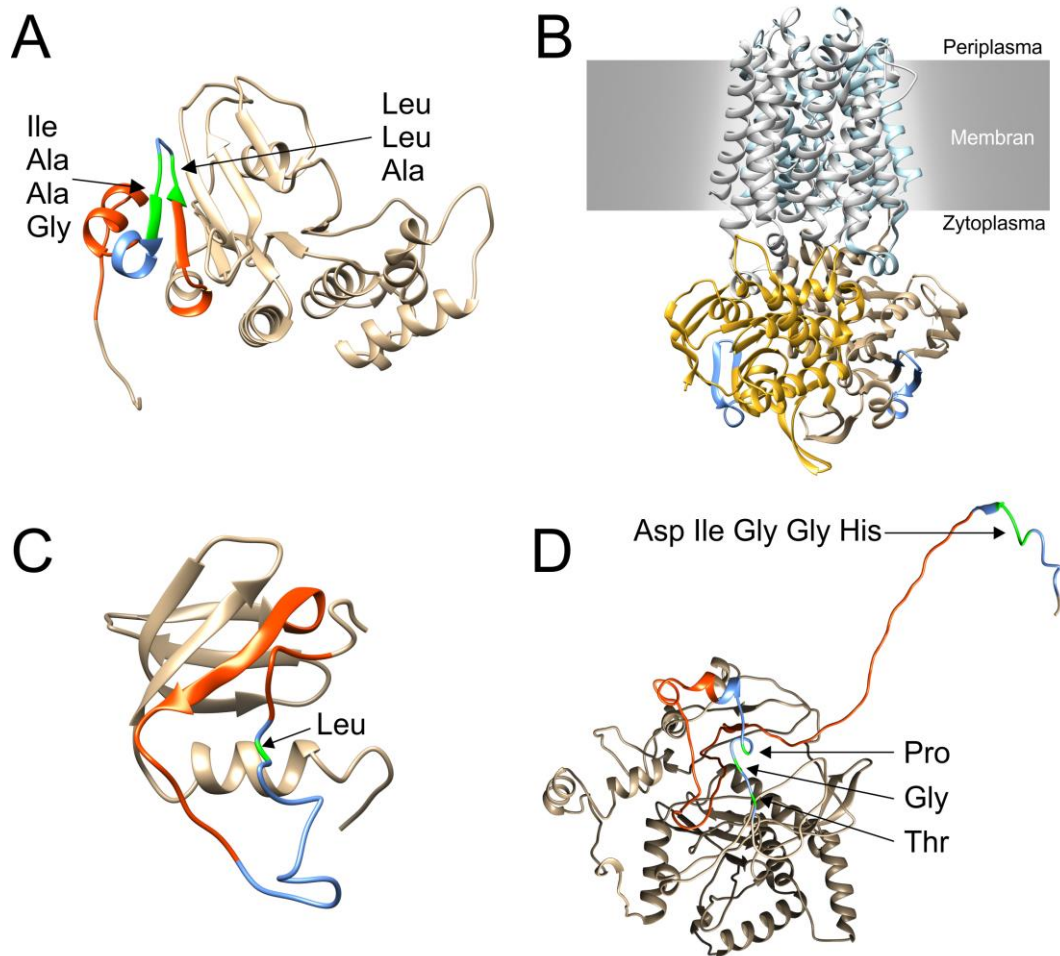 A
Ile
Ala
Ala
Gly
Leu
Leu
Ala
B
Periplasma
Membran
Zytoplasma
C
Leu
D
Asp Ile Gly Gly His
Pro
Gly
Thr